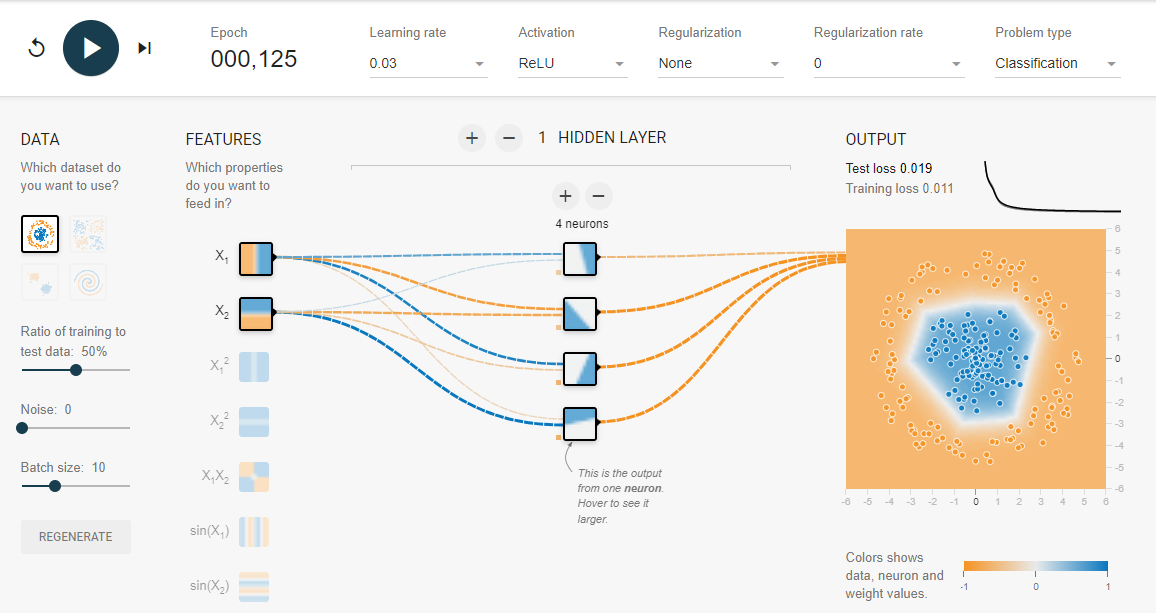 Epoch
000,125
Learning rate
0.03
Activation
ReLU
Regularization
None
Regularization rate
0
Problem type
Classification
DATA
Which dataset do
you want to use?
Ratio of training to
test data: 50%
Noise: 0
Batch size: 10
REGENERATE
FEATURES
Which properties
do you want to
feed in?
X1
X2
X1²
X2²
X1X2
sin(X1)
sin(X2)
+ − 1 HIDDEN LAYER
+ −
4 neurons
This is the output
from one neuron.
Hover to see it
larger.
OUTPUT
Test loss 0.019
Training loss 0.011
6
5
4
3
2
1
0
-1
-2
-3
-4
-5
-6
-6 -5 -4 -3 -2 -1 0 1 2 3 4 5 6
Colors shows
data, neuron and
weight values.
-1 0 1